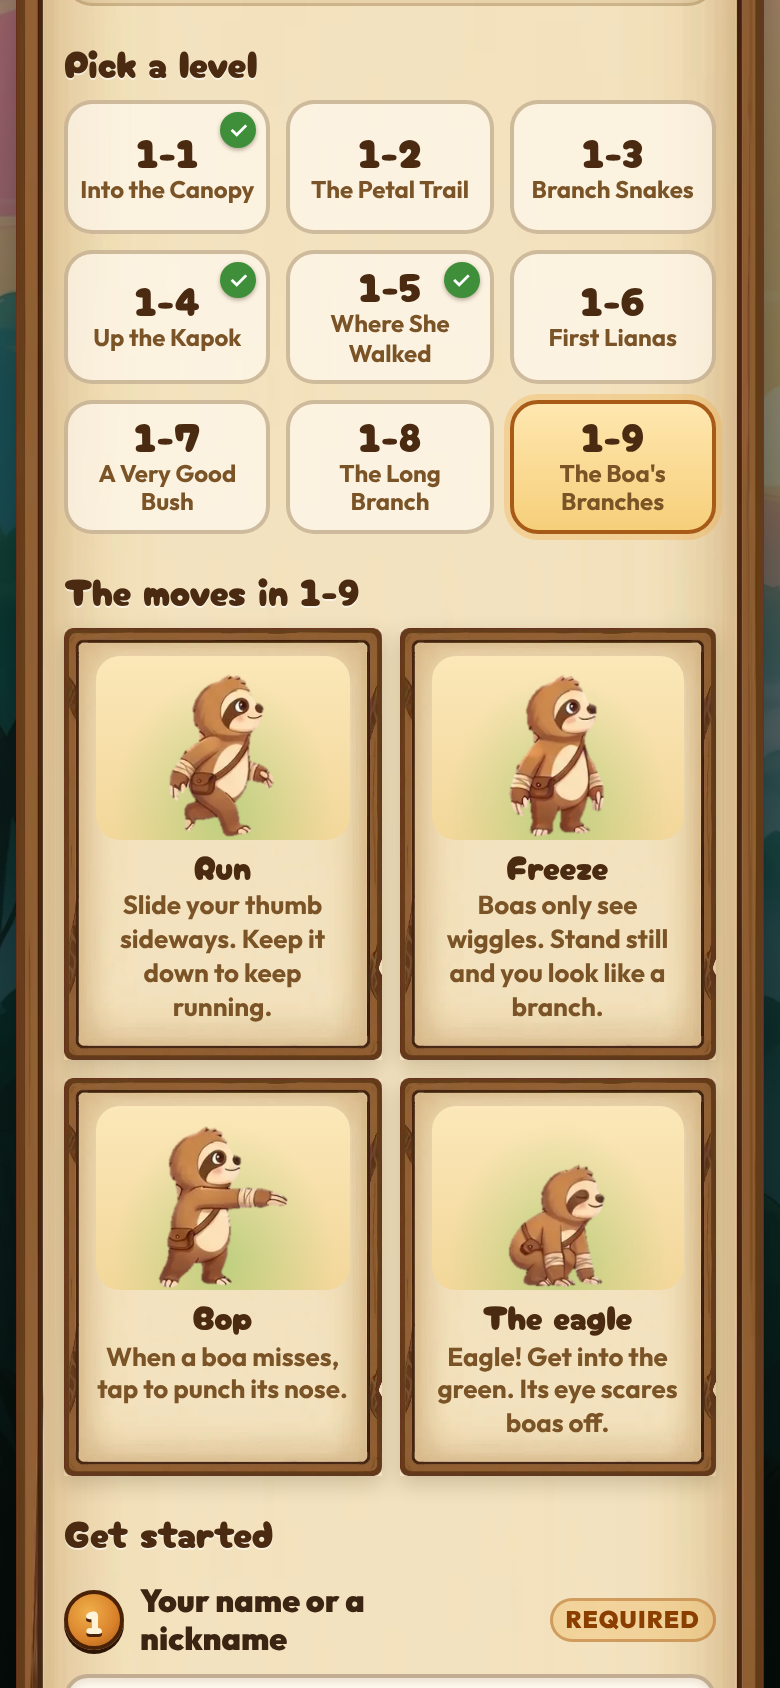 Pick a level
1-1
Into the Canopy
1-2
The Petal Trail
1-3
Branch Snakes
1-4
Up the Kapok
1-5
Where She
Walked
1-6
First Lianas
1-7
A Very Good
Bush
1-8
The Long
Branch
1-9
The Boa's
Branches
The moves in 1-9
Run
Slide your thumb
sideways. Keep it
down to keep
running.
Freeze
Boas only see
wiggles. Stand still
and you look like a
branch.
Bop
When a boa misses,
tap to punch its nose.
The eagle
Eagle! Get into the
green. Its eye scares
boas off.
Get started
1
Your name or a
nickname
REQUIRED